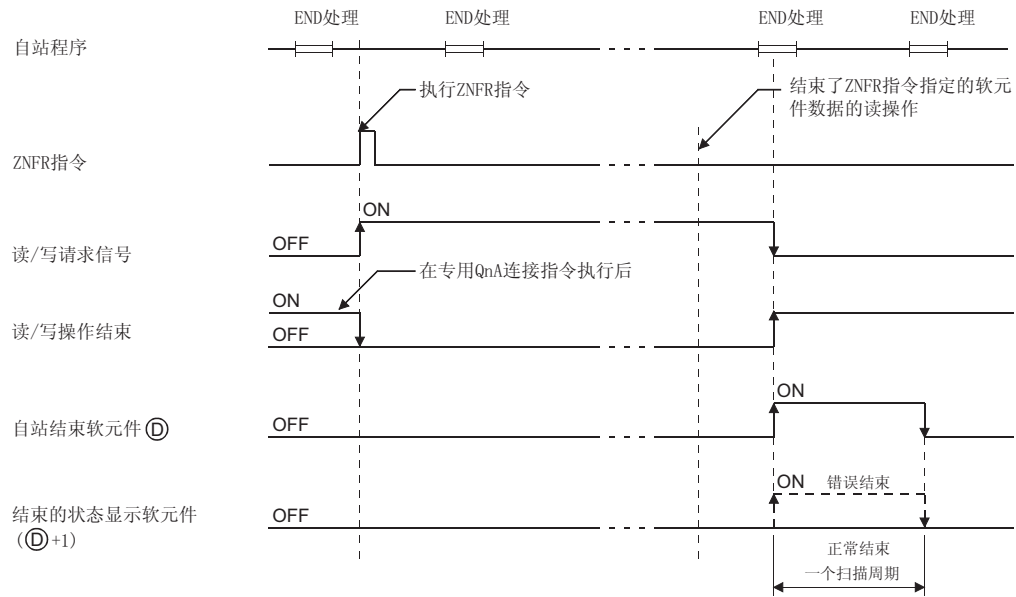 END处理 END处理 END处理 END处理
自站程序
执行ZNFR指令
结束了ZNFR指令指定的软元
件数据的读操作
ZNFR指令
ON
读/写请求信号
OFF
在专用QnA连接指令执行后
ON
读/写操作结束
OFF
ON
自站结束软元件Ⓓ
OFF
ON 错误结束
结束的状态显示软元件
(Ⓓ+1)
OFF
正常结束
一个扫描周期